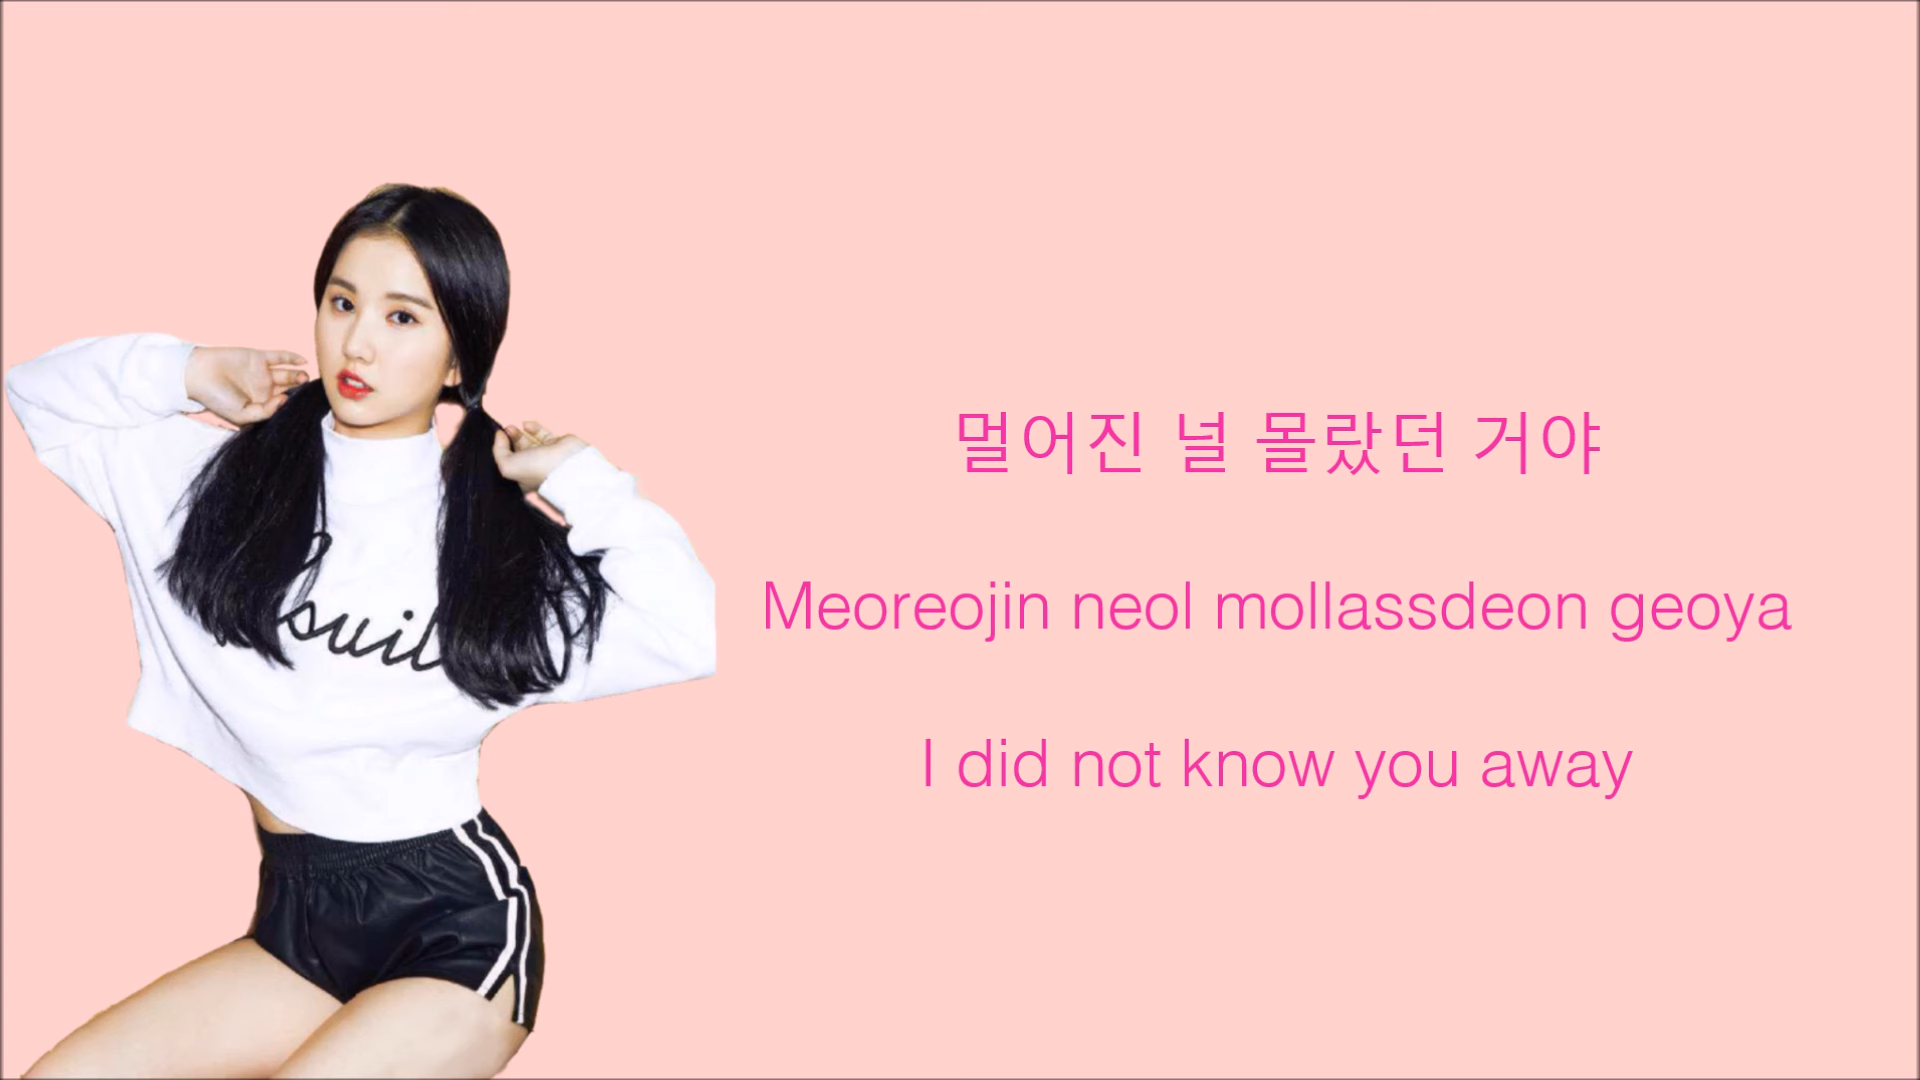 멀어진 널 몰랐던 거야
Meoreojin neol mollassdeon geoya
I did not know you away